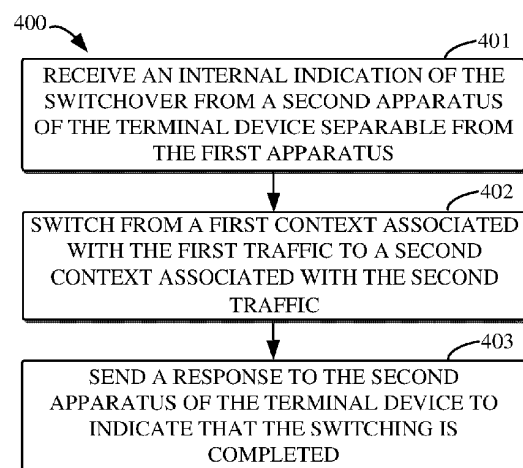 400
401
RECEIVE AN INTERNAL INDICATION OF THE
SWITCHOVER FROM A SECOND APPARATUS
OF THE TERMINAL DEVICE SEPARABLE FROM
THE FIRST APPARATUS
402
SWITCH FROM A FIRST CONTEXT ASSOCIATED
WITH THE FIRST TRAFFIC TO A SECOND
CONTEXT ASSOCIATED WITH THE SECOND
TRAFFIC
403
SEND A RESPONSE TO THE SECOND
APPARATUS OF THE TERMINAL DEVICE TO
INDICATE THAT THE SWITCHING IS
COMPLETED